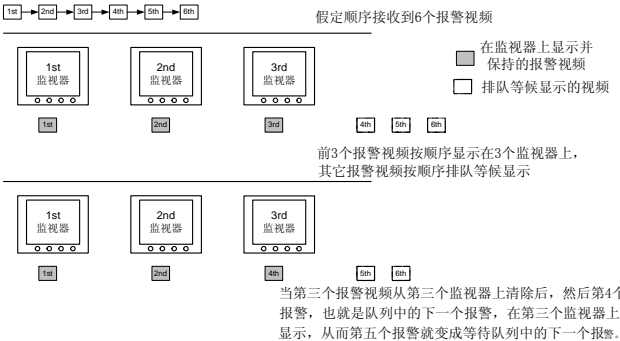 1st 2nd 3rd 4th 5th 6th
假定顺序接收到6个报警视频
在监视器上显示并
保持的报警视频
排队等候显示的视频
1st
监视器
2nd
监视器
3rd
监视器
1st 2nd 3rd 4th 5th 6th
前3个报警视频按顺序显示在3个监视器上,
其它报警视频按顺序排队等候显示
1st
监视器
2nd
监视器
3rd
监视器
1st 2nd 4th 5th 6th
当第三个报警视频从第三个监视器上清除后，然后第4个
报警，也就是队列中的下一个报警，在第三个监视器上
显示，从而第五个报警就变成等待队列中的下一个报警。